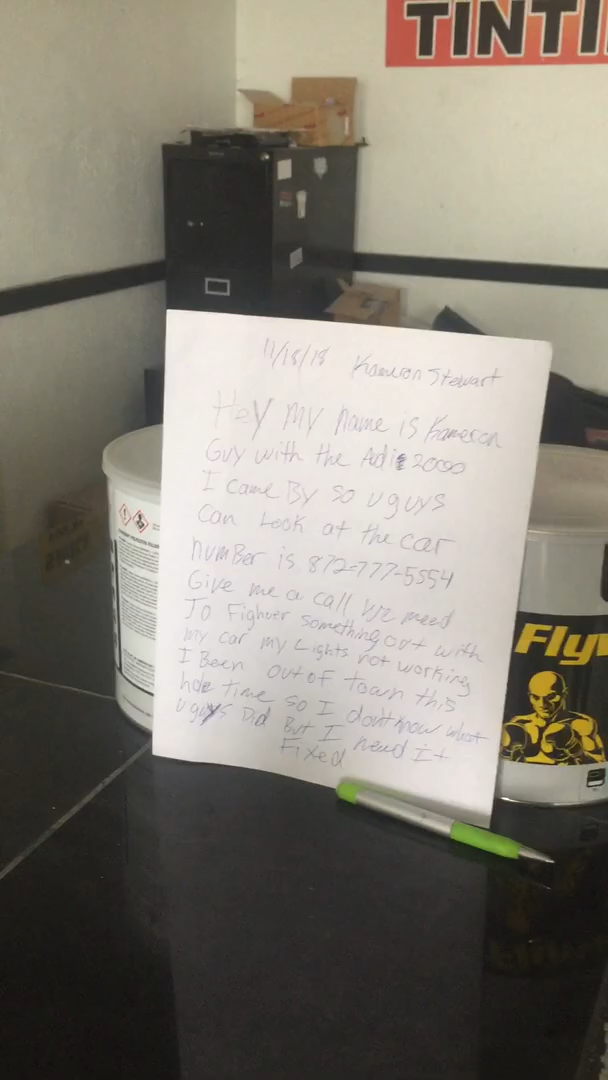 TINTI
11/18/18 Kameron Stewart
Hey my name is Kameron
Guy with the Adi 2000
I came By so u guys
can Look at the car
number is 872-777-5554
Give me a call we need
To Fighuer something out with
my car my Lights not working
I Been out of town this
hole time so I dont know what
u guys Did But I need it
Fixed
Fly